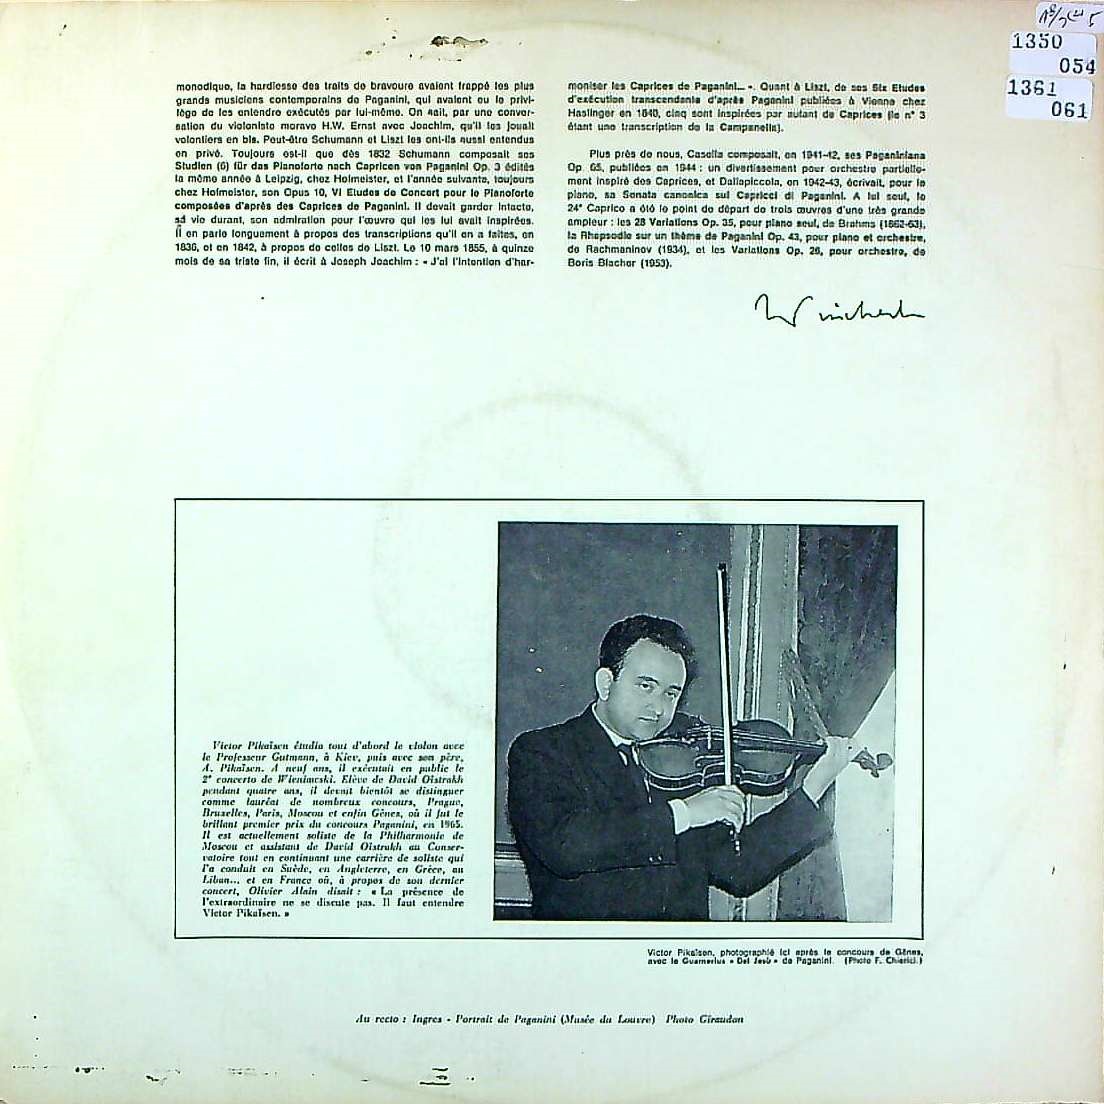 1350
054
1361
061
monodique, la hardiesse des traits de bravoure avaient frappé les plus
grands musiciens contemporains de Paganini, qui avaient eu le privi-
lège de les entendre exécutés par lui-même. On sait, par une conver-
sation du violoniste morave H.W. Ernst avec Joachim, qu'il les jouait
volontiers en bis. Peut-être Schumann et Liszt les ont-ils aussi entendus
en privé. Toujours est-il que dès 1832 Schumann composait ses
Studien (6) für das Pianoforte nach Capricen von Paganini Op. 3 édités
la même année à Leipzig, chez Hofmeister, et l'année suivante, toujours
chez Hofmeister, son Opus 10, VI Etudes de Concert pour le Pianoforte
composées d'après des Caprices de Paganini. Il devait garder intacte,
sa vie durant, son admiration pour l'œuvre qui les lui avait inspirées.
Il en parle longuement à propos des transcriptions qu'il en a faites, en
1836, et en 1842, à propos de celles de Liszt. Le 10 mars 1855, à quinze
mois de sa triste fin, il écrit à Joseph Joachim : « J'ai l'intention d'har-
moniser les Caprices de Paganini... ». Quant à Liszt, de ses Six Etudes
d'exécution transcendante d'après Paganini publiées à Vienne chez
Haslinger en 1840, cinq sont inspirées par autant de Caprices (le n° 3
étant une transcription de la Campanella).
Plus près de nous, Casella composait, en 1941-42, ses Paganiniana
Op. 65, publiées en 1944 : un divertissement pour orchestre partielle-
ment inspiré des Caprices, et Dallapiccola, en 1942-43, écrivait, pour le
piano, sa Sonata canonica sui Capricci di Paganini. A lui seul, le
24° Caprice a été le point de départ de trois œuvres d'une très grande
ampleur : les 28 Variations Op. 35, pour piano seul, de Brahms (1862-63),
la Rhapsodie sur un thème de Paganini Op. 43, pour piano et orchestre,
de Rachmaninov (1934), et les Variations Op. 26, pour orchestre, de
Boris Blacher (1953).
Victor Pikaïsen étudia tout d'abord le violon avec
le Professeur Gutmann, à Kiev, puis avec son père,
A. Pikaïsen. A neuf ans, il exécutait en public le
2° concerto de Wieniawski. Elève de David Oïstrakh
pendant quatre ans, il devait bientôt se distinguer
comme lauréat de nombreux concours, Prague,
Bruxelles, Paris, Moscou et enfin Gênes, où il fut le
brillant premier prix du concours Paganini, en 1965.
Il est actuellement soliste de la Philharmonie de
Moscou et assistant de David Oïstrakh au Conser-
vatoire tout en continuant une carrière de soliste qui
l'a conduit en Suède, en Angleterre, en Grèce, au
Liban... et en France où, à propos de son dernier
concert, Olivier Alain disait : « La présence de
l'extraordinaire ne se discute pas. Il faut entendre
Victor Pikaïsen. »
Victor Pikaïsen, photographié ici après le concours de Gênes,
avec le Guarnerius « Del Jesù » de Paganini. (Photo F. Chierici.)
Au recto : Ingres - Portrait de Paganini (Musée du Louvre) Photo Giraudon